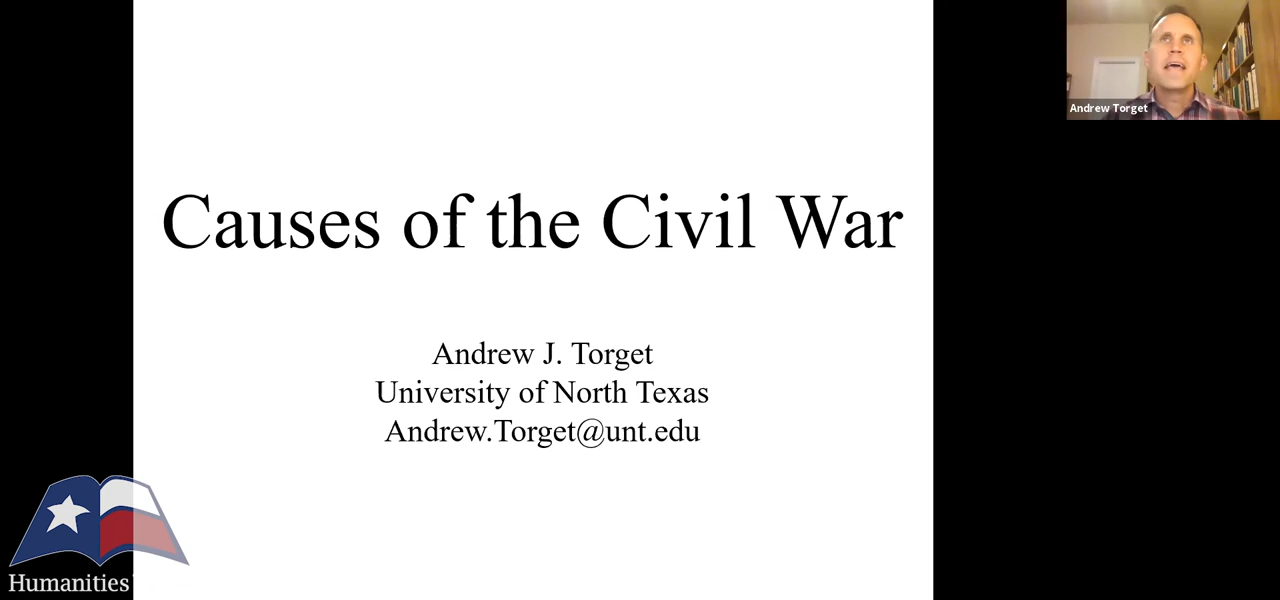 Causes of the Civil War
Andrew J. Torget
University of North Texas
Andrew.Torget@unt.edu
Andrew Torget
Humanities